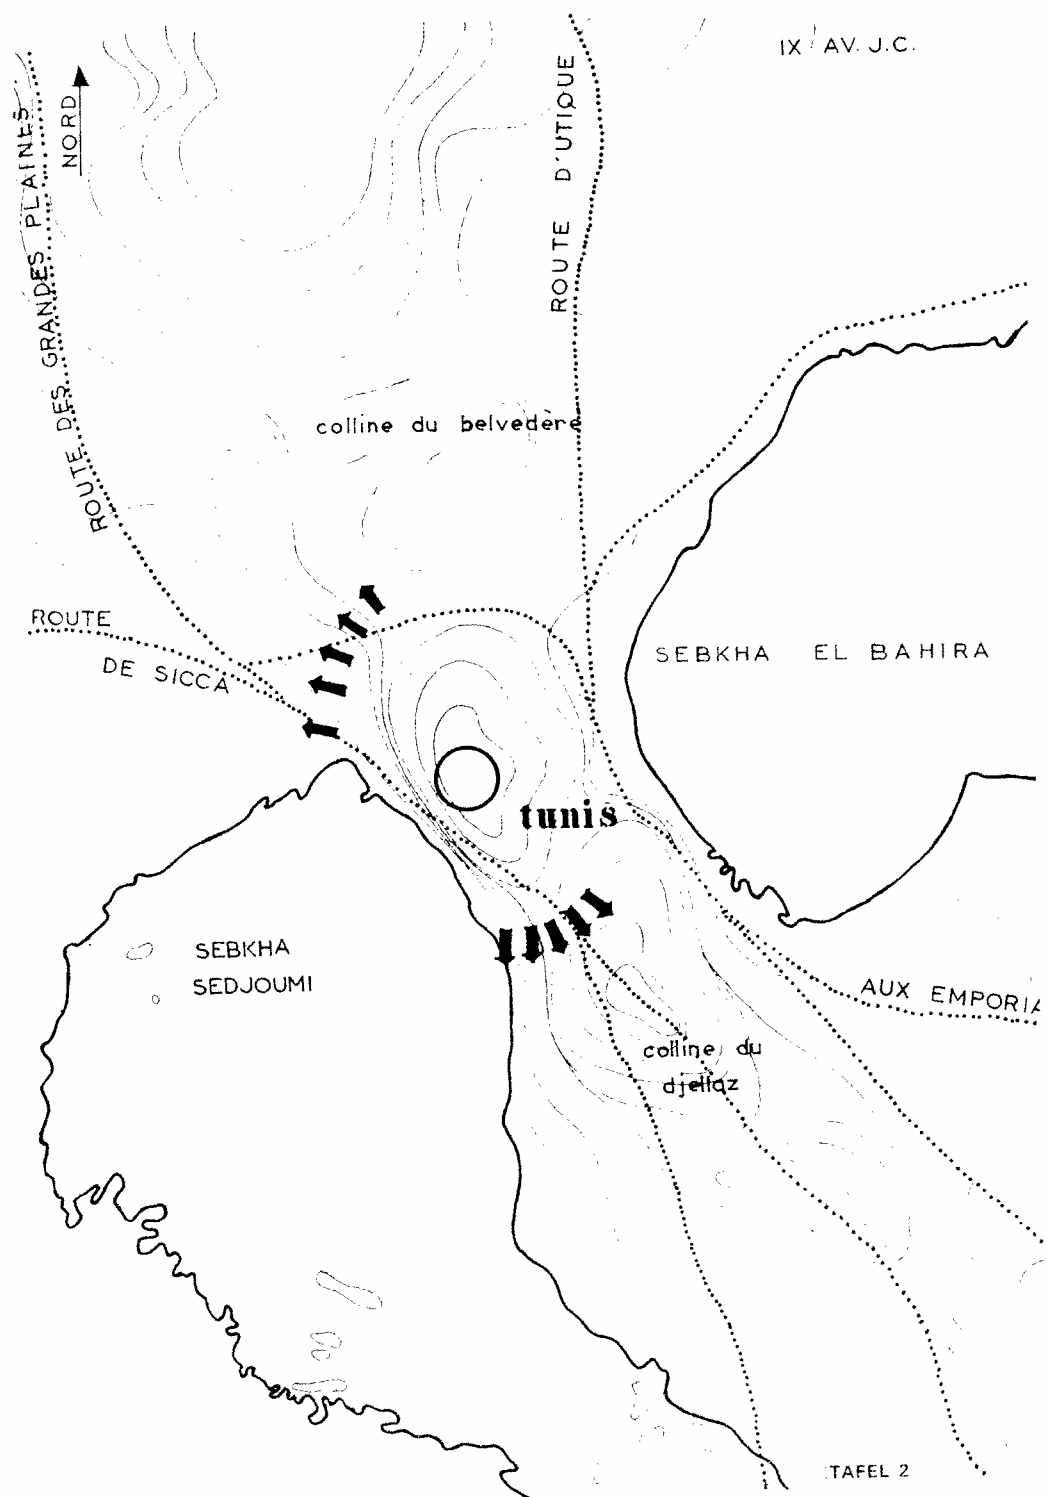 IX AV. J.C.
NORD
ROUTE DES GRANDES PLAINES
ROUTE D'UTIQUE
colline du belvedère
ROUTE
DE SICCA
SEBKHA EL BAHIRA
tunis
SEBKHA
SEDJOUMI
AUX EMPORIA
colline du
djellaz
TAFEL 2